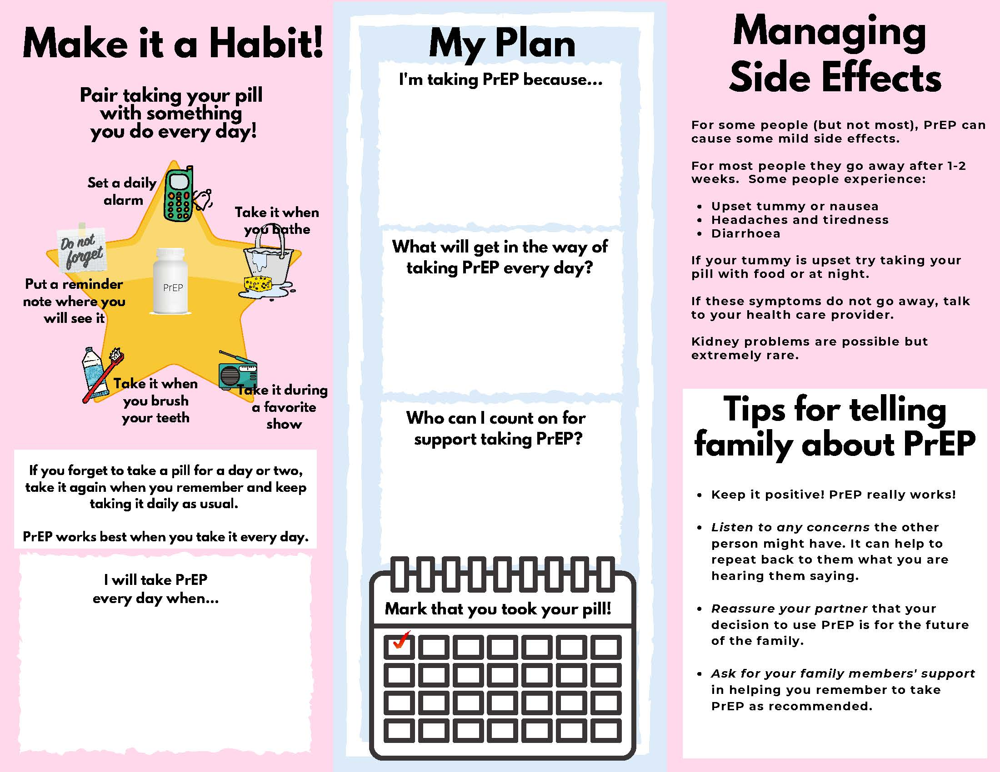 Make it a Habit!
Pair taking your pill
with something
you do every day!
Set a daily
alarm
Take it when
you bathe
Do not
forget
PrEP
Put a reminder
note where you
will see it
Take it when
you brush
your teeth
Take it during
a favorite
show
If you forget to take a pill for a day or two,
take it again when you remember and keep
taking it daily as usual.
PrEP works best when you take it every day.
I will take PrEP
every day when...
My Plan
I'm taking PrEP because...
What will get in the way of
taking PrEP every day?
Who can I count on for
support taking PrEP?
Mark that you took your pill!
Managing
Side Effects
For some people (but not most), PrEP can
cause some mild side effects.
For most people they go away after 1-2
weeks.  Some people experience:
• Upset tummy or nausea
• Headaches and tiredness
• Diarrhoea
If your tummy is upset try taking your
pill with food or at night.
If these symptoms do not go away, talk
to your health care provider.
Kidney problems are possible but
extremely rare.
Tips for telling
family about PrEP
• Keep it positive! PrEP really works!
• Listen to any concerns the other
person might have. It can help to
repeat back to them what you are
hearing them saying.
• Reassure your partner that your
decision to use PrEP is for the future
of the family.
• Ask for your family members' support
in helping you remember to take
PrEP as recommended.